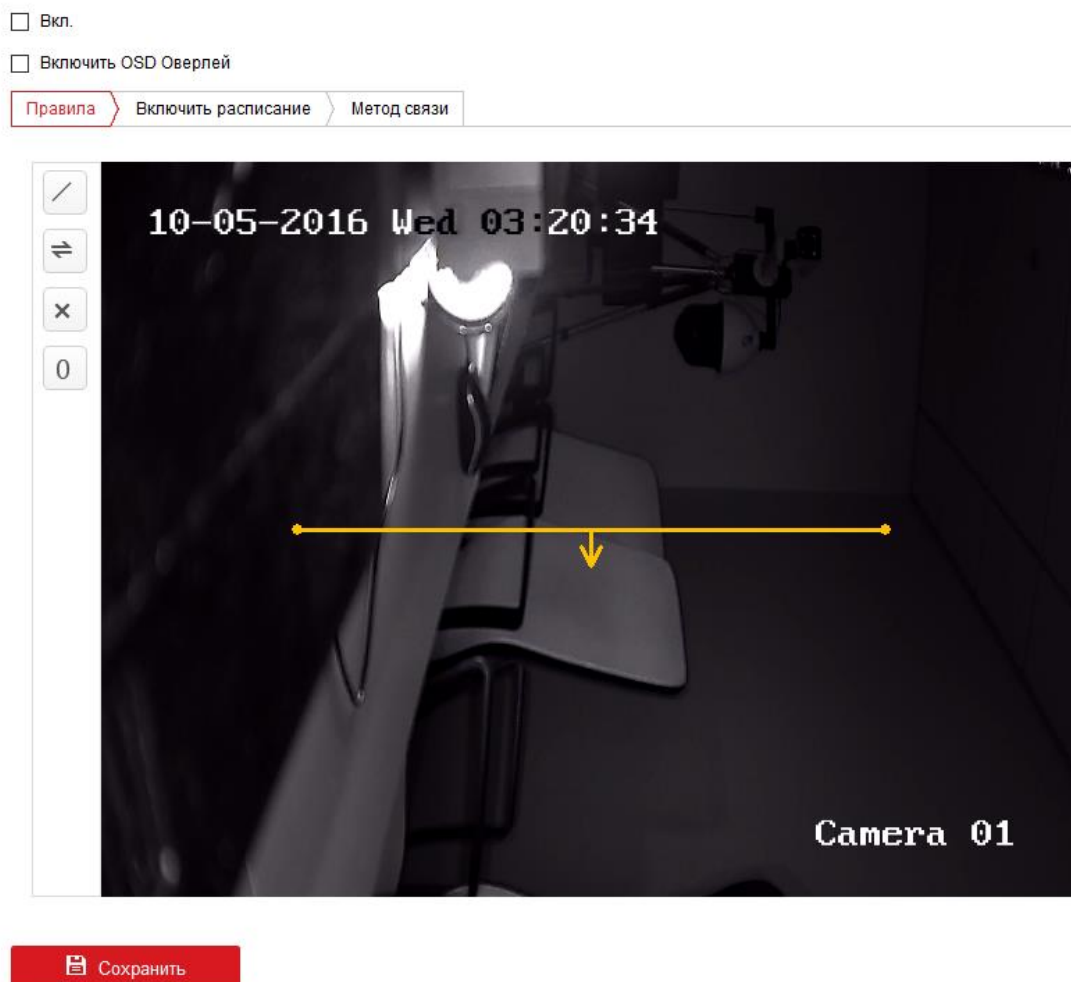 Вкл.
Включить OSD Оверлей
Правила Включить расписание Метод связи
10-05-2016 Wed 03:20:34
0
Camera 01
Сохранить